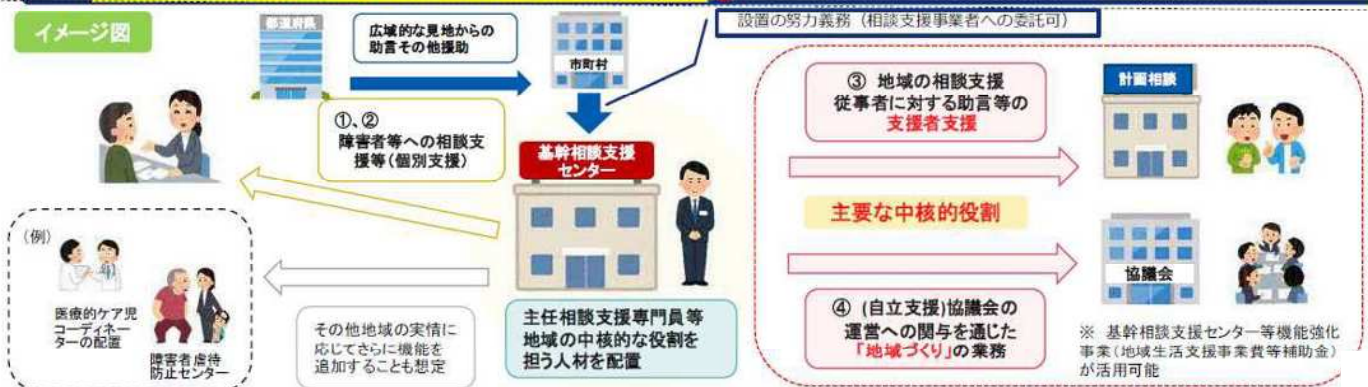 設置の努力義務（相談支援事業者への委託可）
イメージ図
都道府県
広域的な見地からの
助言その他援助
市町村
①、②
障害者等への相談支
援等(個別支援)
基幹相談支援
センター
③ 地域の相談支援
従事者に対する助言等の
支援者支援
計画相談
主要な中核的役割
（例）
医療的ケア児
コーディネー
ターの配置
障害者虐待
防止センター
その他地域の実情に
応じてさらに機能を
追加することも想定
主任相談支援専門員等
地域の中核的な役割を
担う人材を配置
④ (自立支援)協議会の
運営への関与を通じた
「地域づくり」の業務
協議会
※ 基幹相談支援センター等機能強化
事業(地域生活支援事業費等補助金)
が活用可能